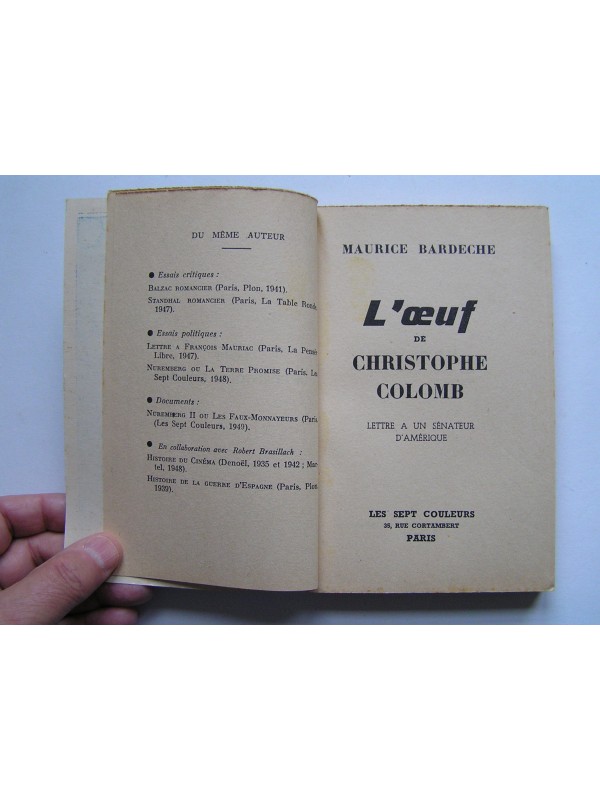 DU MÊME AUTEUR
● Essais critiques :
BALZAC ROMANCIER (Paris, Plon, 1941).
STANDHAL ROMANCIER (Paris, La Table Ronde,
1947).
● Essais politiques :
LETTRE A FRANÇOIS MAURIAC (Paris, La Pensée
Libre, 1947).
NUREMBERG OU LA TERRE PROMISE (Paris, La
Sept Couleurs, 1948).
● Documents :
NUREMBERG II OU LES FAUX-MONNAYEURS (Paris
(Les Sept Couleurs, 1949).
● En collaboration avec Robert Brasillach :
HISTOIRE DU CINÉMA (Denoël, 1935 et 1942 ; Mar-
tel, 1948).
HISTOIRE DE LA GUERRE D'ESPAGNE (Paris, Plon
1939).
MAURICE BARDECHE
L'œuf
DE
CHRISTOPHE
COLOMB
LETTRE A UN SÉNATEUR
D'AMÉRIQUE
LES SEPT COULEURS
35, RUE CORTAMBERT
PARIS